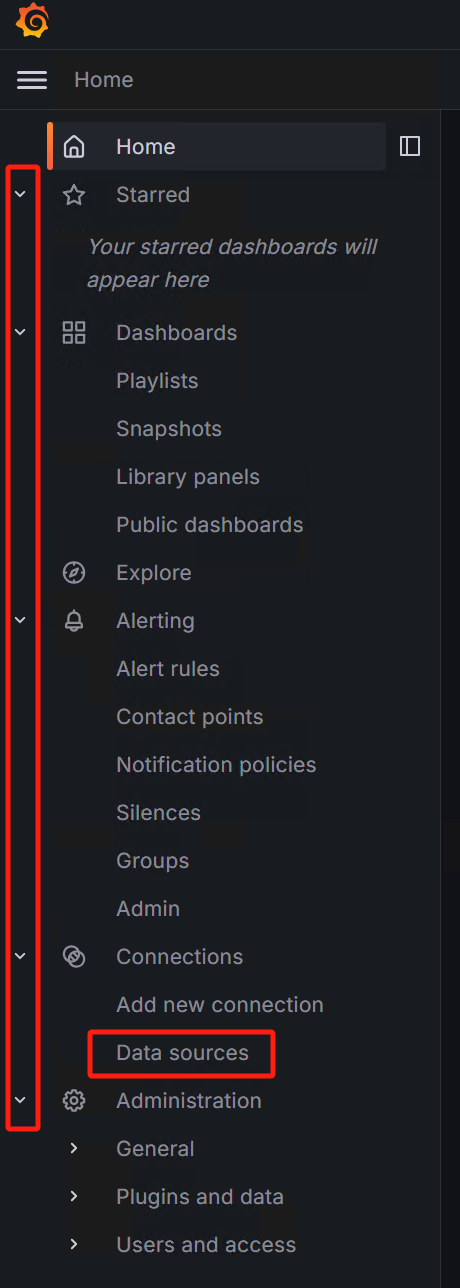 Home
Home
Starred
Your starred dashboards will
appear here
Dashboards
Playlists
Snapshots
Library panels
Public dashboards
Explore
Alerting
Alert rules
Contact points
Notification policies
Silences
Groups
Admin
Connections
Add new connection
Data sources
Administration
General
Plugins and data
Users and access